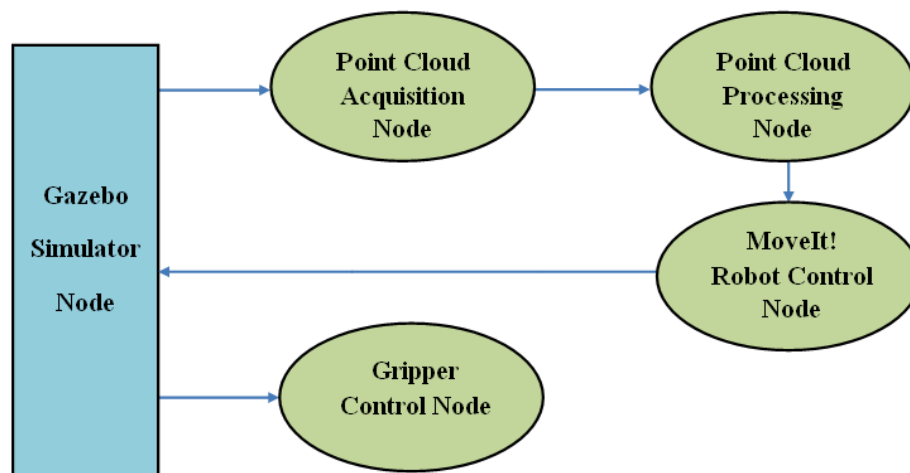 Point Cloud
Acquisition
Node
Point Cloud
Processing
Node
Gazebo
Simulator
Node
MoveIt!
Robot Control
Node
Gripper
Control Node